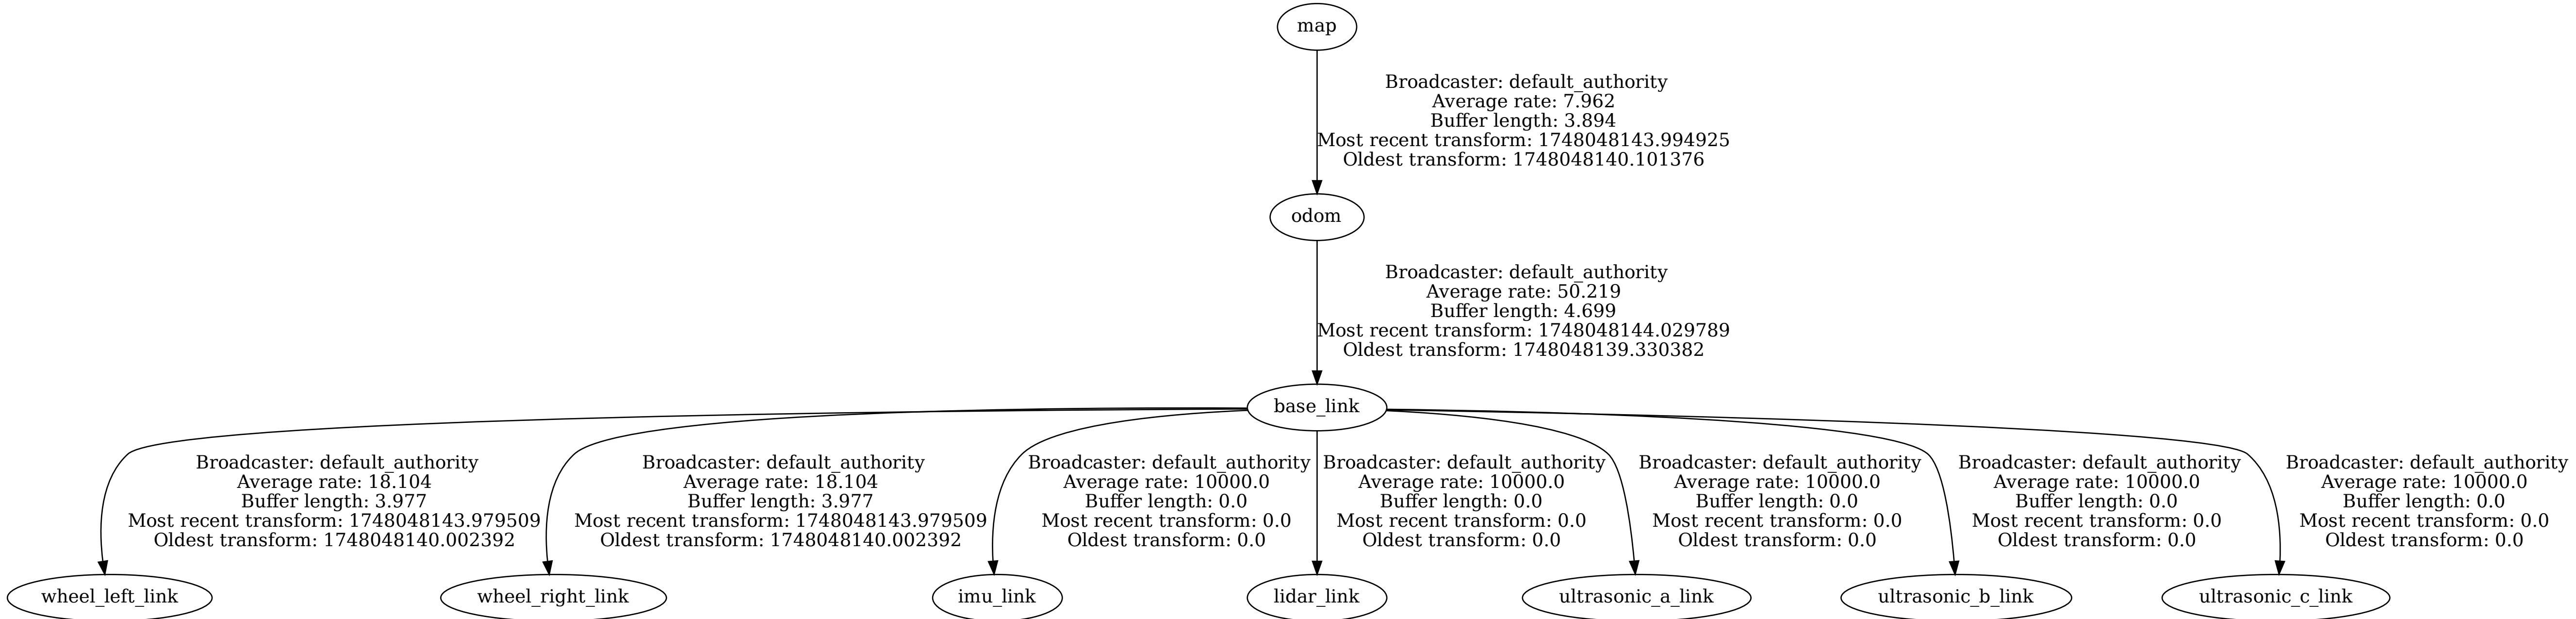 map
Broadcaster: default_authority
Average rate: 7.962
Buffer length: 3.894
Most recent transform: 1748048143.994925
Oldest transform: 1748048140.101376
odom
Broadcaster: default_authority
Average rate: 50.219
Buffer length: 4.699
Most recent transform: 1748048144.029789
Oldest transform: 1748048139.330382
base_link
Broadcaster: default_authority
Average rate: 18.104
Buffer length: 3.977
Most recent transform: 1748048143.979509
Oldest transform: 1748048140.002392
Broadcaster: default_authority
Average rate: 18.104
Buffer length: 3.977
Most recent transform: 1748048143.979509
Oldest transform: 1748048140.002392
Broadcaster: default_authority
Average rate: 10000.0
Buffer length: 0.0
Most recent transform: 0.0
Oldest transform: 0.0
Broadcaster: default_authority
Average rate: 10000.0
Buffer length: 0.0
Most recent transform: 0.0
Oldest transform: 0.0
Broadcaster: default_authority
Average rate: 10000.0
Buffer length: 0.0
Most recent transform: 0.0
Oldest transform: 0.0
Broadcaster: default_authority
Average rate: 10000.0
Buffer length: 0.0
Most recent transform: 0.0
Oldest transform: 0.0
Broadcaster: default_authority
Average rate: 10000.0
Buffer length: 0.0
Most recent transform: 0.0
Oldest transform: 0.0
wheel_left_link
wheel_right_link
imu_link
lidar_link
ultrasonic_a_link
ultrasonic_b_link
ultrasonic_c_link